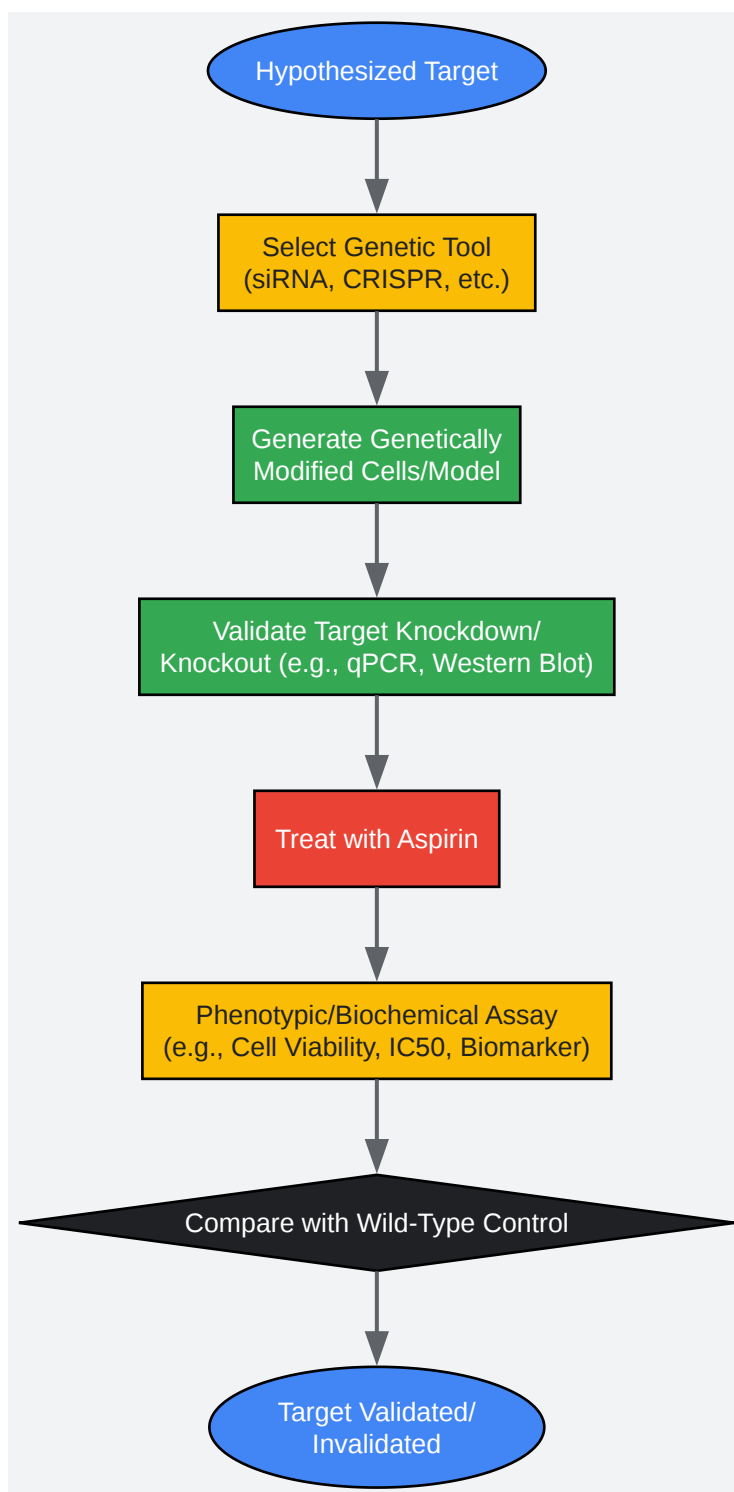 Hypothesized Target
Select Genetic Tool
(siRNA, CRISPR, etc.)
Generate Genetically
Modified Cells/Model
Validate Target Knockdown/
Knockout (e.g., qPCR, Western Blot)
Treat with Aspirin
Phenotypic/Biochemical Assay
(e.g., Cell Viability, IC50, Biomarker)
Compare with Wild-Type Control
Target Validated/
Invalidated